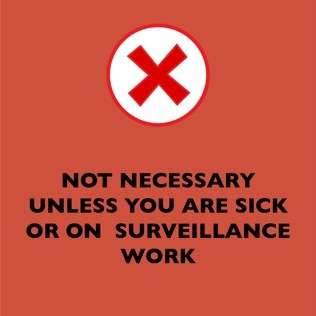 NOT NECESSARY
UNLESS YOU ARE SICK
OR ON SURVEILLANCE
WORK